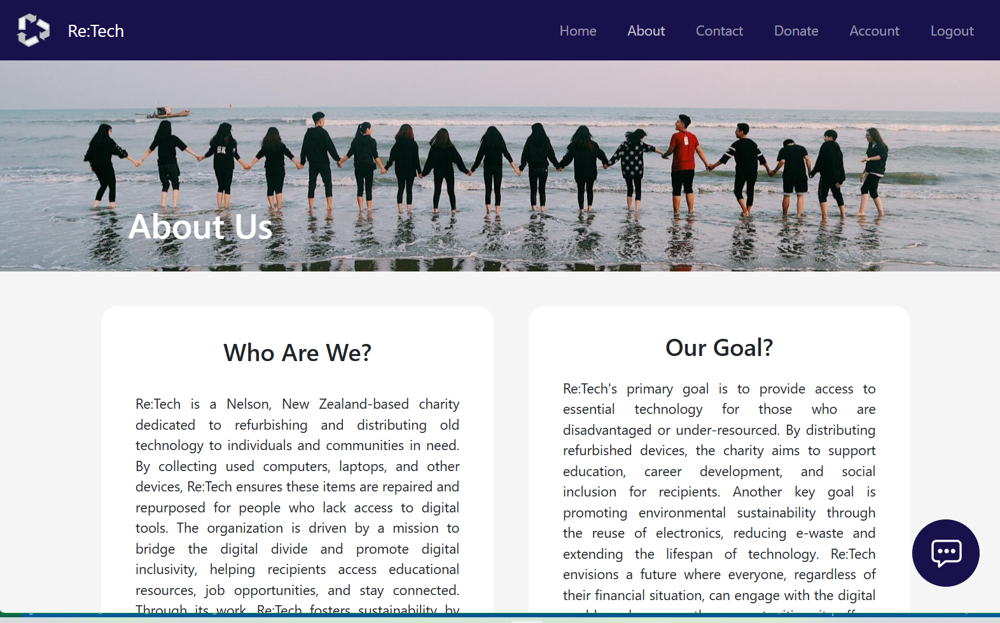 Re:Tech
Home About Contact Donate Account Logout
About Us
Who Are We?
Re:Tech is a Nelson, New Zealand-based charity
dedicated to refurbishing and distributing old
technology to individuals and communities in need.
By collecting used computers, laptops, and other
devices, Re:Tech ensures these items are repaired and
repurposed for people who lack access to digital
tools. The organization is driven by a mission to
bridge the digital divide and promote digital
inclusivity, helping recipients access educational
resources, job opportunities, and stay connected.
Through its work, Re:Tech fosters sustainability by
Our Goal?
Re:Tech's primary goal is to provide access to
essential technology for those who are
disadvantaged or under-resourced. By distributing
refurbished devices, the charity aims to support
education, career development, and social
inclusion for recipients. Another key goal is
promoting environmental sustainability through
the reuse of electronics, reducing e-waste and
extending the lifespan of technology. Re:Tech
envisions a future where everyone, regardless of
their financial situation, can engage with the digital